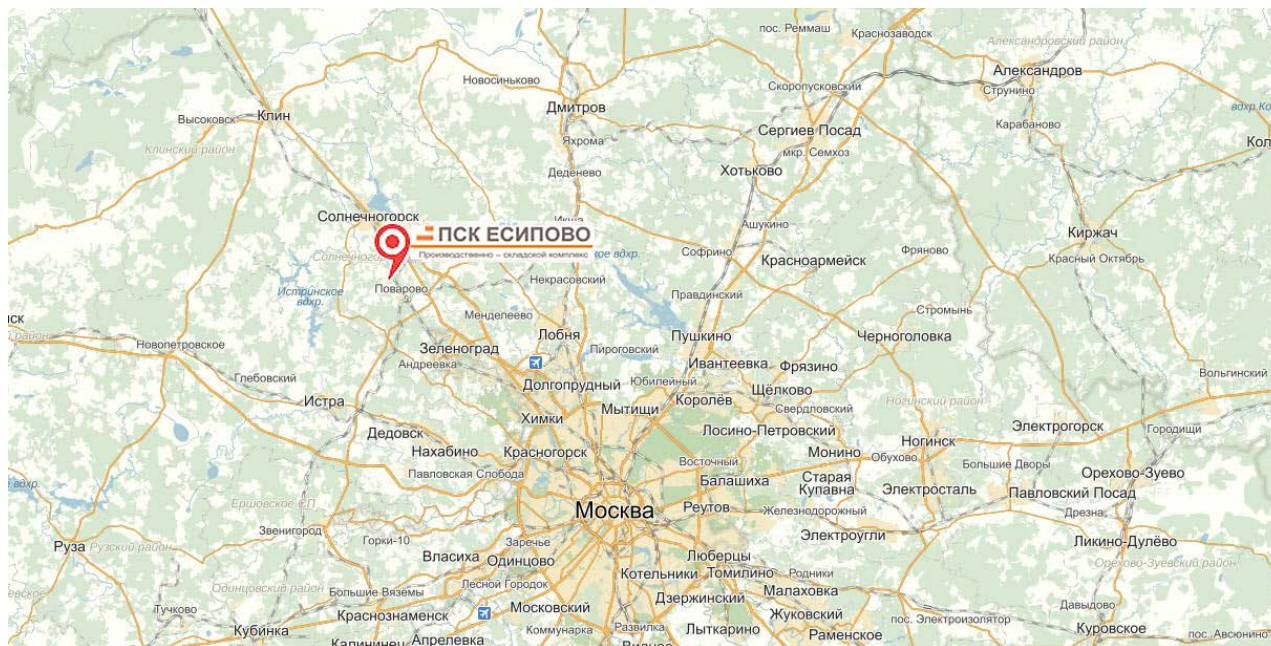 пос. Реммаш
Краснозаводск
Александровский район
Новосиньково
Александров
Скоропусковский
Струнино
Дмитров
вдхр.
Высоковск
Клин
Сергиев Посад
Карабаново
Яхрома
Клинский район
мкр. Семхоз
Хотьково
Деденево
Солнечногорск
Икша
Ашукино
Киржач
ПСК ЕСИПОВО
Производственно – складской комплекс
вдхр.
Софрино
Фряново
Красноармейск
Красный Октябрь
Некрасовский
Поварово
Истринское
вдхр.
Правдинский
Стромынь
Менделеево
Лобня
Пушкино
Черноголовка
Новопетровское
Зеленоград
Пироговский
Андреевка
Ивантеевка
Фрязино
Вольгинский
Глебовский
Долгопрудный
Юбилейный
Щёлково
Истра
Королёв
Ногинский район
Мытищи
Свердловский
Химки
Электрогорск
Дедовск
Лосино-Петровский
Городищи
Ногинск
Нахабино
Красногорск
Монино
Обухово
Восточный
Большие Дворы
Павловская Слобода
Орехово-Зуево
Балашиха
Старая
Купавна
Электросталь
Павловский Посад
вдхр.
Ершовское СП
Москва
Реутов
Железнодорожный
Дрезна
Звенигород
Горки-10
Заречье
Электроугли
Ликино-Дулёво
Руза
Рузский район
Власиха
Одинцово
Люберцы
Орехово-Зуевский район
Котельники
Томилино
Родники
Лесной Городок
Одинцовский район
Большие Вязёмы
Дзержинский
Малаховка
Тучково
Краснознаменск
Московский
Жуковский
Давыдово
пос. Электроизолятор
Кубинка
Коммунарка
Развилка
Лыткарино
Куровское
Раменское
пос. Авсюнино
Калининец
Апрелевка
Видное